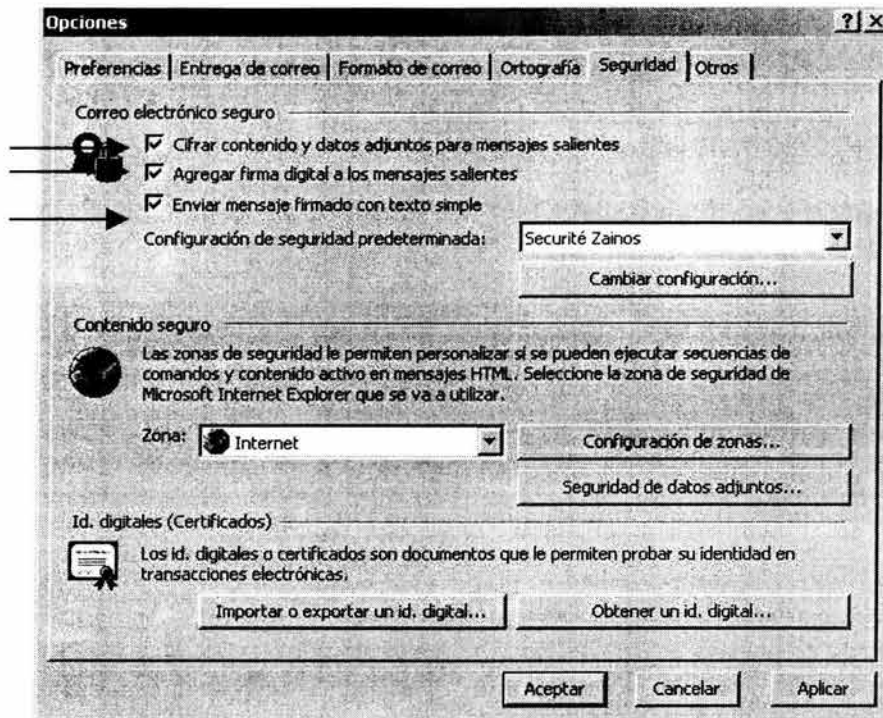 Opciones
Preferencias Entrega de correo Formato de correo Ortografía Seguridad Otros
Correo electrónico seguro
Cifrar contenido y datos adjuntos para mensajes salientes
Agregar firma digital a los mensajes salientes
Enviar mensaje firmado con texto simple
Configuración de seguridad predeterminada: Securité Zainos
Cambiar configuración...
Contenido seguro
Las zonas de seguridad le permiten personalizar si se pueden ejecutar secuencias de
comandos y contenido activo en mensajes HTML. Seleccione la zona de seguridad de
Microsoft Internet Explorer que se va a utilizar.
Zona: Internet Configuración de zonas...
Seguridad de datos adjuntos...
Id. digitales (Certificados)
Los id. digitales o certificados son documentos que le permiten probar su identidad en
transacciones electrónicas.
Importar o exportar un id. digital... Obtener un id. digital...
Aceptar Cancelar Aplicar